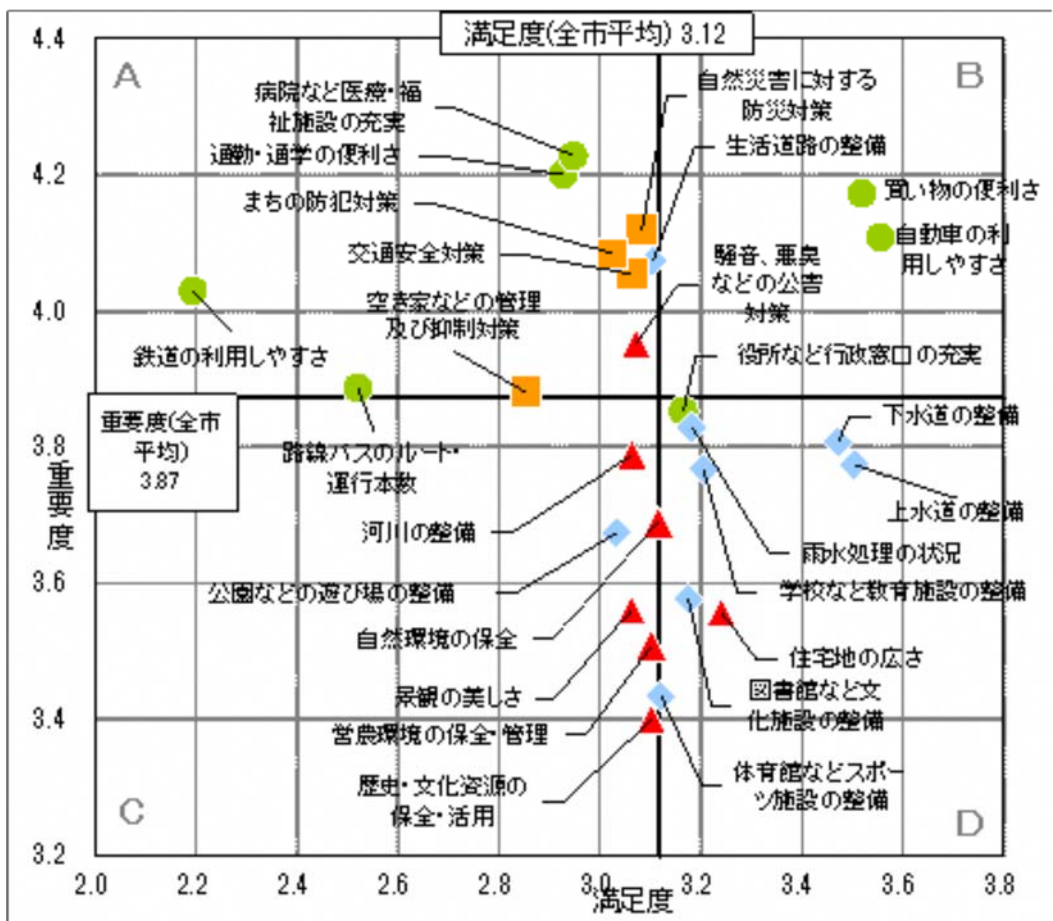 満足度(全市平均) 3.12
4.4
A
B
病院など医療・福
祉施設の充実
自然災害に対する
防災対策
通勤・通学の便利さ
生活道路の整備
4.2
まちの防犯対策
買い物の便利さ
交通安全対策
自動車の利
用しやすさ
騒音、悪臭
などの公害
対策
空き家などの管理
及び抑制対策
4.0
鉄道の利用しやすさ
役所など行政窓口の充実
重要度(全市
平均)
3.87
下水道の整備
3.8
路線バスのルート・
運行本数
重要度
上水道の整備
河川の整備
雨水処理の状況
3.6
公園などの遊び場の整備
学校など教育施設の整備
自然環境の保全
住宅地の広さ
景観の美しさ
図書館など文
化施設の整備
3.4
営農環境の保全・管理
体育館などスポー
ツ施設の整備
歴史・文化資源の
保全・活用
C
D
3.2
2.0
2.2
2.4
2.6
2.8
3.0
3.2
3.4
3.6
3.8
満足度